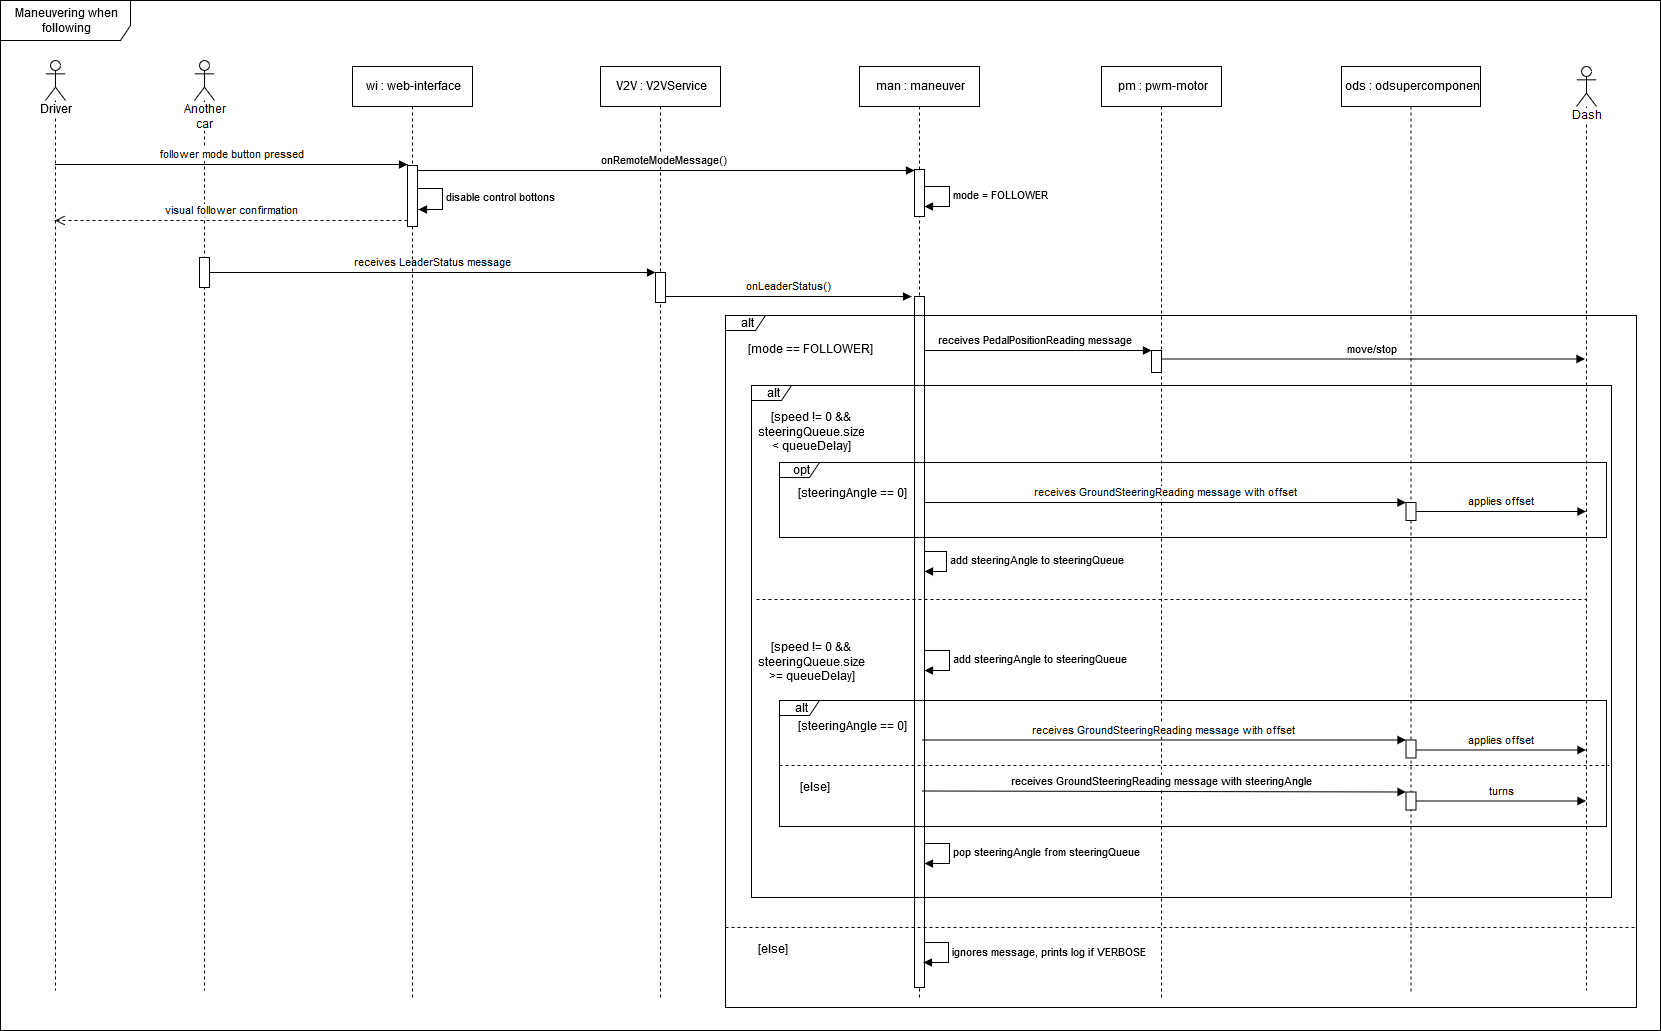 Maneuvering when
following
Driver
Another
car
wi : web-interface
V2V : V2VService
man : maneuver
pm : pwm-motor
ods : odsupercomponen
Dash
follower mode button pressed
onRemoteModeMessage()
disable control bottons
mode = FOLLOWER
visual follower confirmation
receives LeaderStatus message
onLeaderStatus()
alt
[mode == FOLLOWER]
receives PedalPositionReading message
move/stop
alt
[speed != 0 &&
steeringQueue.size
< queueDelay]
opt
[steeringAngle == 0]
receives GroundSteeringReading message with offset
applies offset
add steeringAngle to steeringQueue
[speed != 0 &&
steeringQueue.size
>= queueDelay]
add steeringAngle to steeringQueue
alt
[steeringAngle == 0]
receives GroundSteeringReading message with offset
applies offset
[else]
receives GroundSteeringReading message with steeringAngle
turns
pop steeringAngle from steeringQueue
[else]
ignores message, prints log if VERBOSE